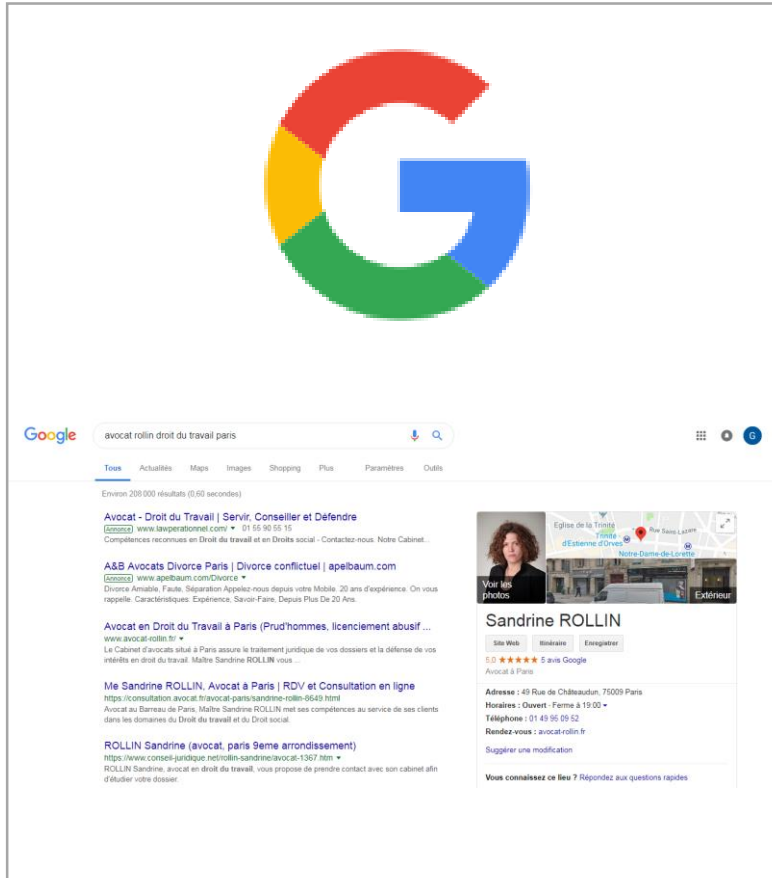 Google
avocat rollin droit du travail paris
G
Tous Actualités Maps Images Shopping Plus Paramètres Outils
Environ 208 000 résultats (0,60 secondes)
Avocat - Droit du Travail | Servir, Conseiller et Défendre
Annonce www.lawperationnel.com/ 01 55 90 55 15
Compétences reconnues en Droit du travail et en Droits social - Contactez-nous. Notre Cabinet...
A&B Avocats Divorce Paris | Divorce conflictuel | apelbaum.com
Annonce www.apelbaum.com/Divorce
Divorce Amiable, Faute, Séparation Appelez-nous depuis votre Mobile. 20 ans d'expérience. On vous
rappelle. Caractéristiques: Expérience, Savoir-Faire, Depuis Plus De 20 Ans.
Avocat en Droit du Travail à Paris (Prud'hommes, licenciement abusif ...
www.avocat-rollin.fr/
Le Cabinet d'avocats situé à Paris assure le traitement juridique de vos dossiers et la défense de vos
intérêts en droit du travail. Maître Sandrine ROLLIN vous ...
Me Sandrine ROLLIN, Avocat à Paris | RDV et Consultation en ligne
https://consultation.avocat.fr/avocat-paris/sandrine-rollin-8649.html
Avocat au Barreau de Paris, Maître Sandrine ROLLIN met ses compétences au service de ses clients
dans les domaines du Droit du travail et du Droit social.
ROLLIN Sandrine (avocat, paris 9eme arrondissement)
https://www.conseil-juridique.net/rollin-sandrine/avocat-1367.htm
ROLLIN Sandrine, avocat en droit du travail, vous propose de prendre contact avec son cabinet afin
d'étudier votre dossier.
Eglise de la Trinité
Trinité -
d'Estienne d'Orves
Rue Saint-Lazare
Notre-Dame-de-Lorette
Voir les
photos
Extérieur
Sandrine ROLLIN
Site Web Itinéraire Enregistrer
5,0 ★★★★★ 5 avis Google
Avocat à Paris
Adresse : 49 Rue de Châteaudun, 75009 Paris
Horaires : Ouvert · Ferme à 19:00
Téléphone : 01 49 95 09 52
Rendez-vous : avocat-rollin.fr
Suggérer une modification
Vous connaissez ce lieu ? Répondez aux questions rapides